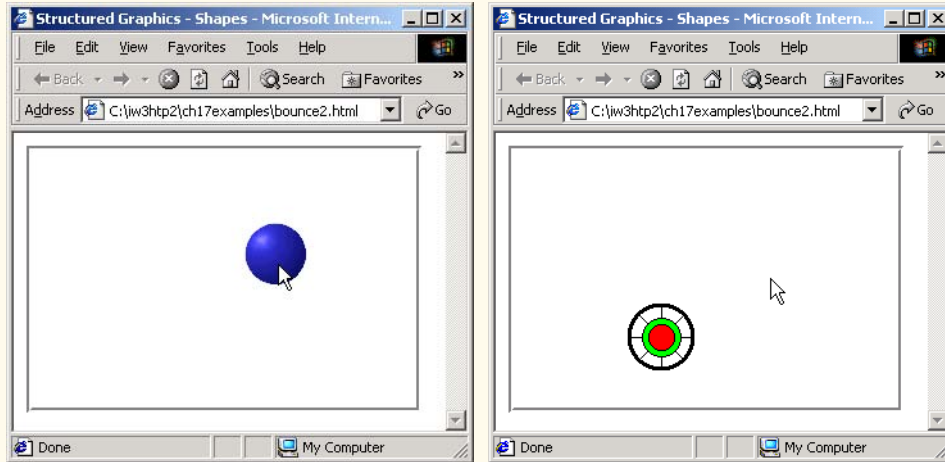 Structured Graphics - Shapes - Microsoft Intern...
File Edit View Favorites Tools Help
Back Search Favorites »
Address C:\iw3htp2\ch17examples\bounce2.html Go
Done My Computer
Structured Graphics - Shapes - Microsoft Intern...
File Edit View Favorites Tools Help
Back Search Favorites »
Address C:\iw3htp2\ch17examples\bounce2.html Go
Done My Computer